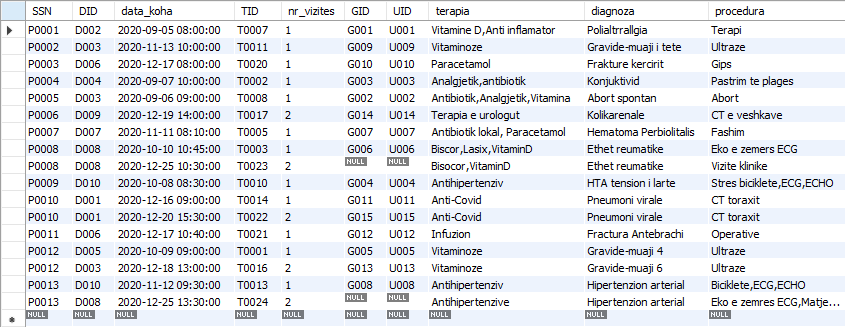 SSN DID data_koha TID nr_vizites GID UID terapia diagnoza procedura
P0001 D002 2020-09-05 08:00:00 T0007 1 G001 U001 Vitamine D,Anti inflamator Polialtrrallgia Terapi
P0002 D003 2020-11-13 10:00:00 T0011 1 G009 U009 Vitaminoze Gravide-muaji i tete Ultraze
P0003 D006 2020-12-17 08:00:00 T0020 1 G010 U010 Paracetamol Frakture kercirit Gips
P0004 D004 2020-09-07 10:00:00 T0002 1 G003 U003 Analgjetik,antibiotik Konjuktivid Pastrim te plages
P0005 D003 2020-09-06 09:00:00 T0008 1 G002 U002 Antibiotik,Analgjetik,Vitamina Abort spontan Abort
P0006 D009 2020-12-19 14:00:00 T0017 2 G014 U014 Terapia e urologut Kolikarenale CT e veshkave
P0007 D007 2020-11-11 08:10:00 T0005 1 G007 U007 Antibiotik lokal, Paracetamol Hematoma Perbiolitalis Fashim
P0008 D008 2020-10-10 10:45:00 T0003 1 G006 U006 Biscor,Lasix,VitaminD Ethet reumatike Eko e zemers ECG
P0008 D008 2020-12-25 10:30:00 T0023 2 NULL NULL Bisocor,VitaminD Ethet reumatike Vizite klinike
P0009 D010 2020-10-08 08:30:00 T0010 1 G004 U004 Antihipertenziv HTA tension i larte Stres biciklete,ECG,ECHO
P0010 D001 2020-12-16 09:00:00 T0014 1 G011 U011 Anti-Covid Pneumoni virale CT toraxit
P0010 D001 2020-12-20 15:30:00 T0022 2 G015 U015 Anti-Covid Pneumoni virale CT toraxit
P0011 D006 2020-12-17 10:40:00 T0021 1 G012 U012 Infuzion Fractura Antebrachi Operative
P0012 D005 2020-10-09 09:00:00 T0001 1 G005 U005 Vitaminoze Gravide-muaji 4 Ultraze
P0012 D003 2020-12-18 13:00:00 T0016 2 G013 U013 Vitaminoze Gravide-muaji 6 Ultraze
P0013 D010 2020-11-12 09:30:00 T0013 1 G008 U008 Antihipertenziv Hipertenzion arterial Biciklete,ECG,ECHO
P0013 D008 2020-12-25 13:30:00 T0024 2 NULL NULL Antihipertenzive Hipertenzion arterial Eko e zemres ECG,Matje...
NULL NULL NULL NULL NULL NULL NULL NULL NULL NULL